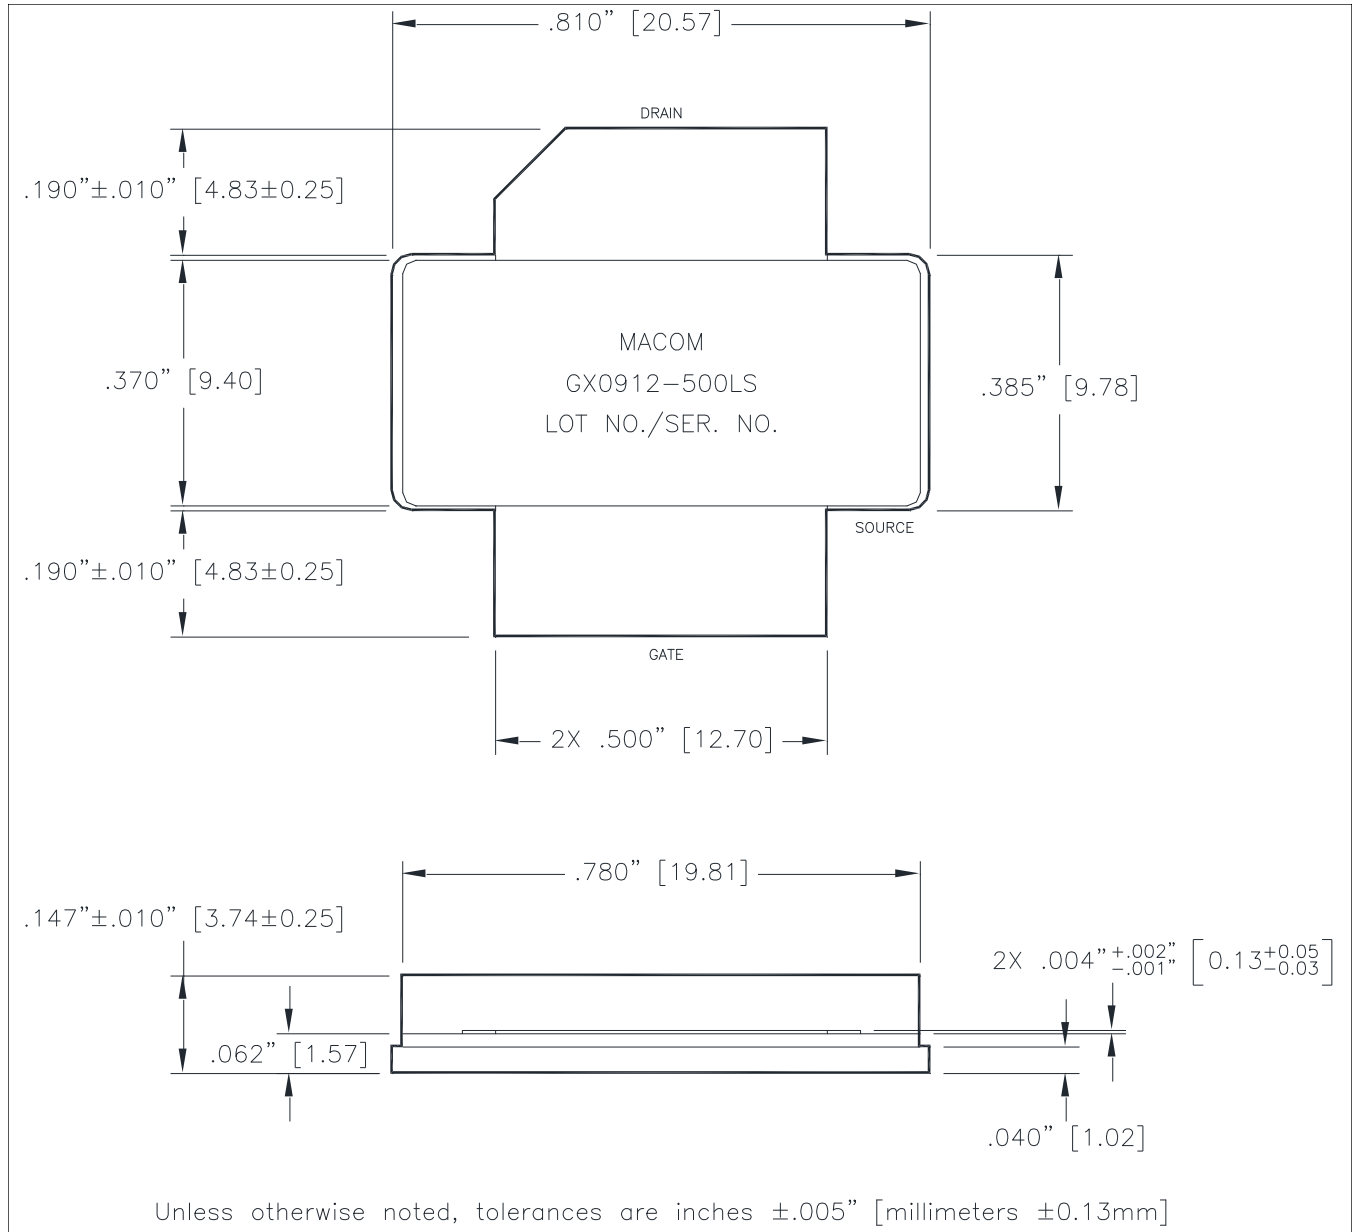 .810” [20.57]
DRAIN
.190”±.010” [4.83±0.25]
MACOM
.370” [9.40]
GX0912-500LS
.385” [9.78]
LOT NO./SER. NO.
SOURCE
.190”±.010” [4.83±0.25]
GATE
2X .500” [12.70]
.780” [19.81]
.147”±.010” [3.74±0.25]
2X .004” +.002” -.001” [0.13 +0.05 -0.03]
.062” [1.57]
.040” [1.02]
Unless otherwise noted, tolerances are inches ±.005” [millimeters ±0.13mm]